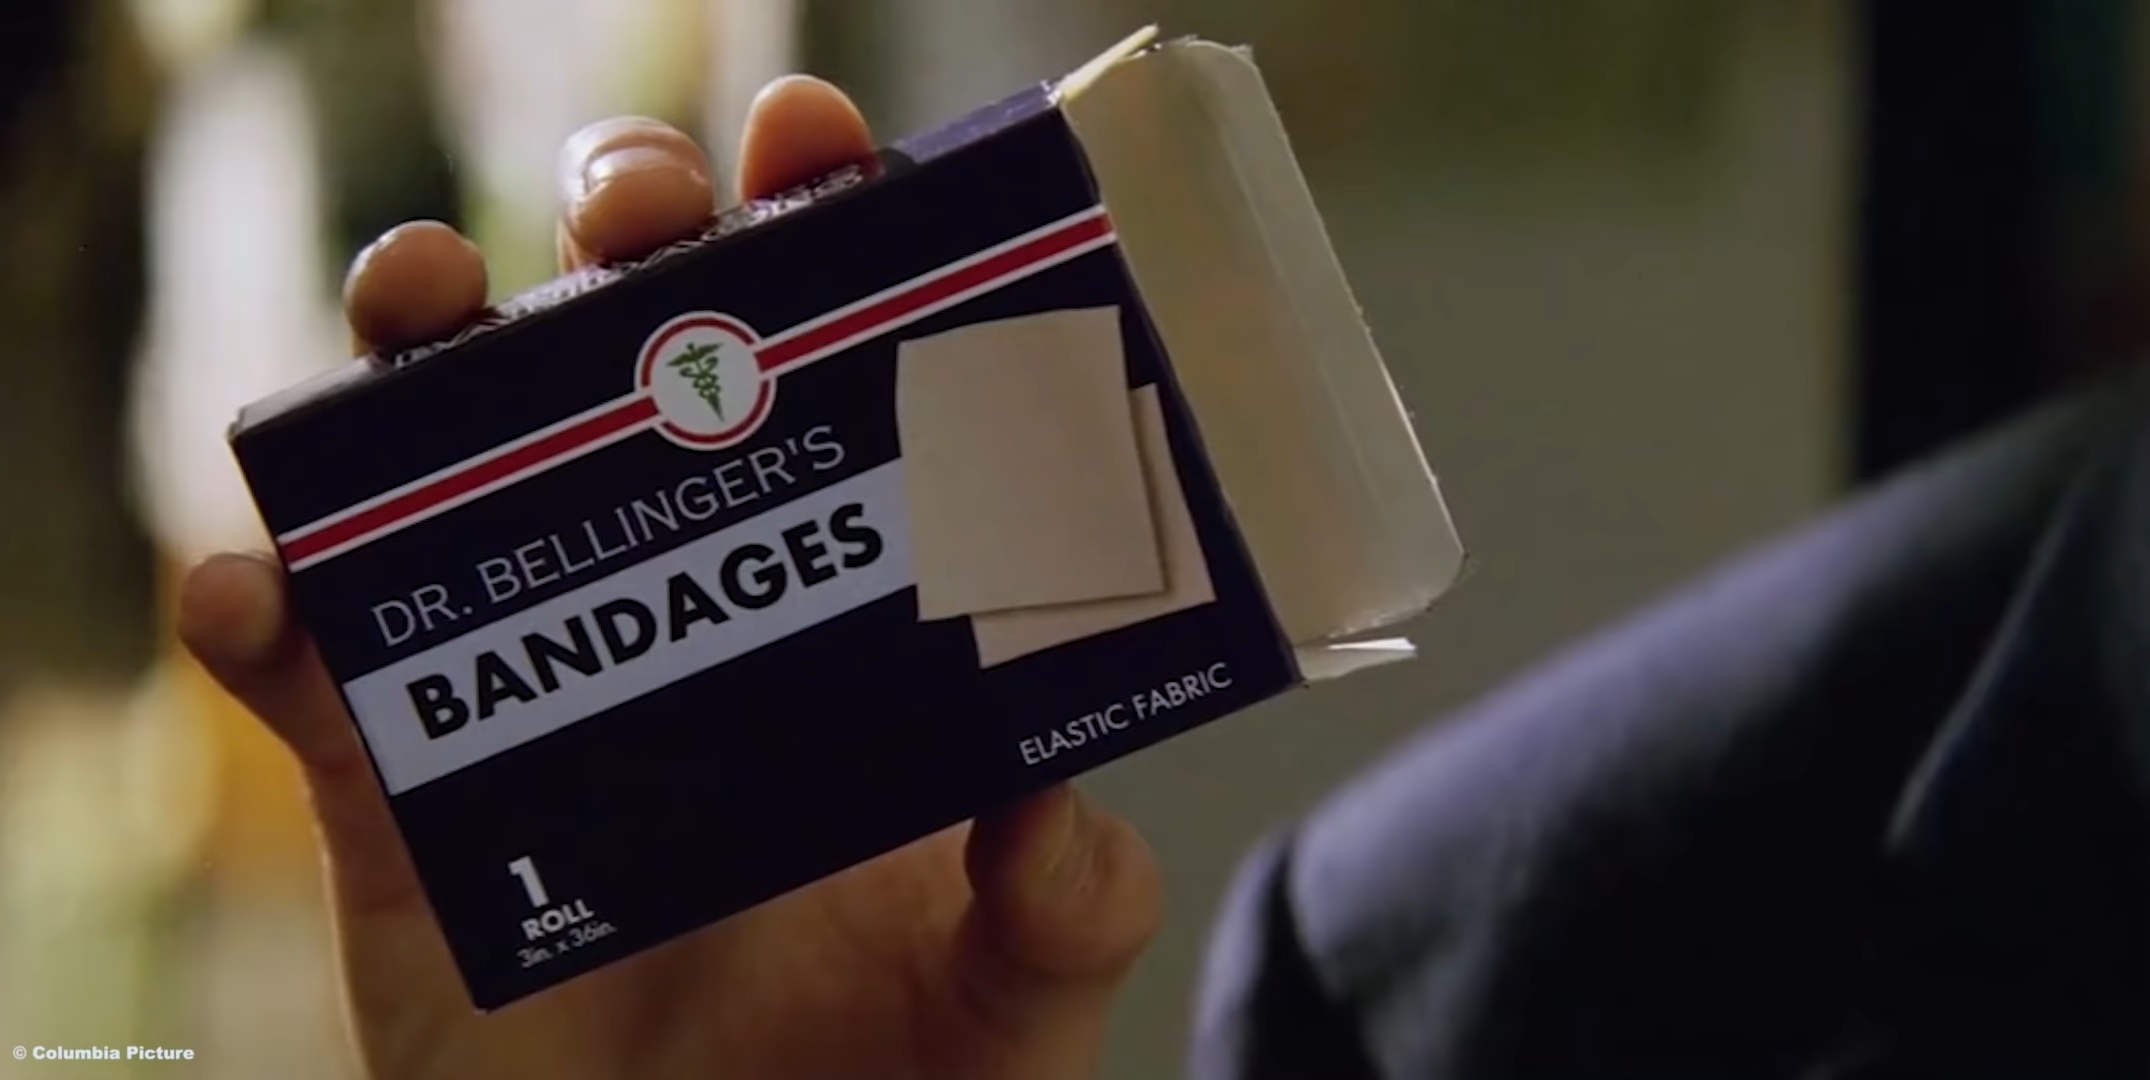 DR. BELLINGER'S
BANDAGES
ELASTIC FABRIC
1
ROLL
3in. x 36in.
© Columbia Picture